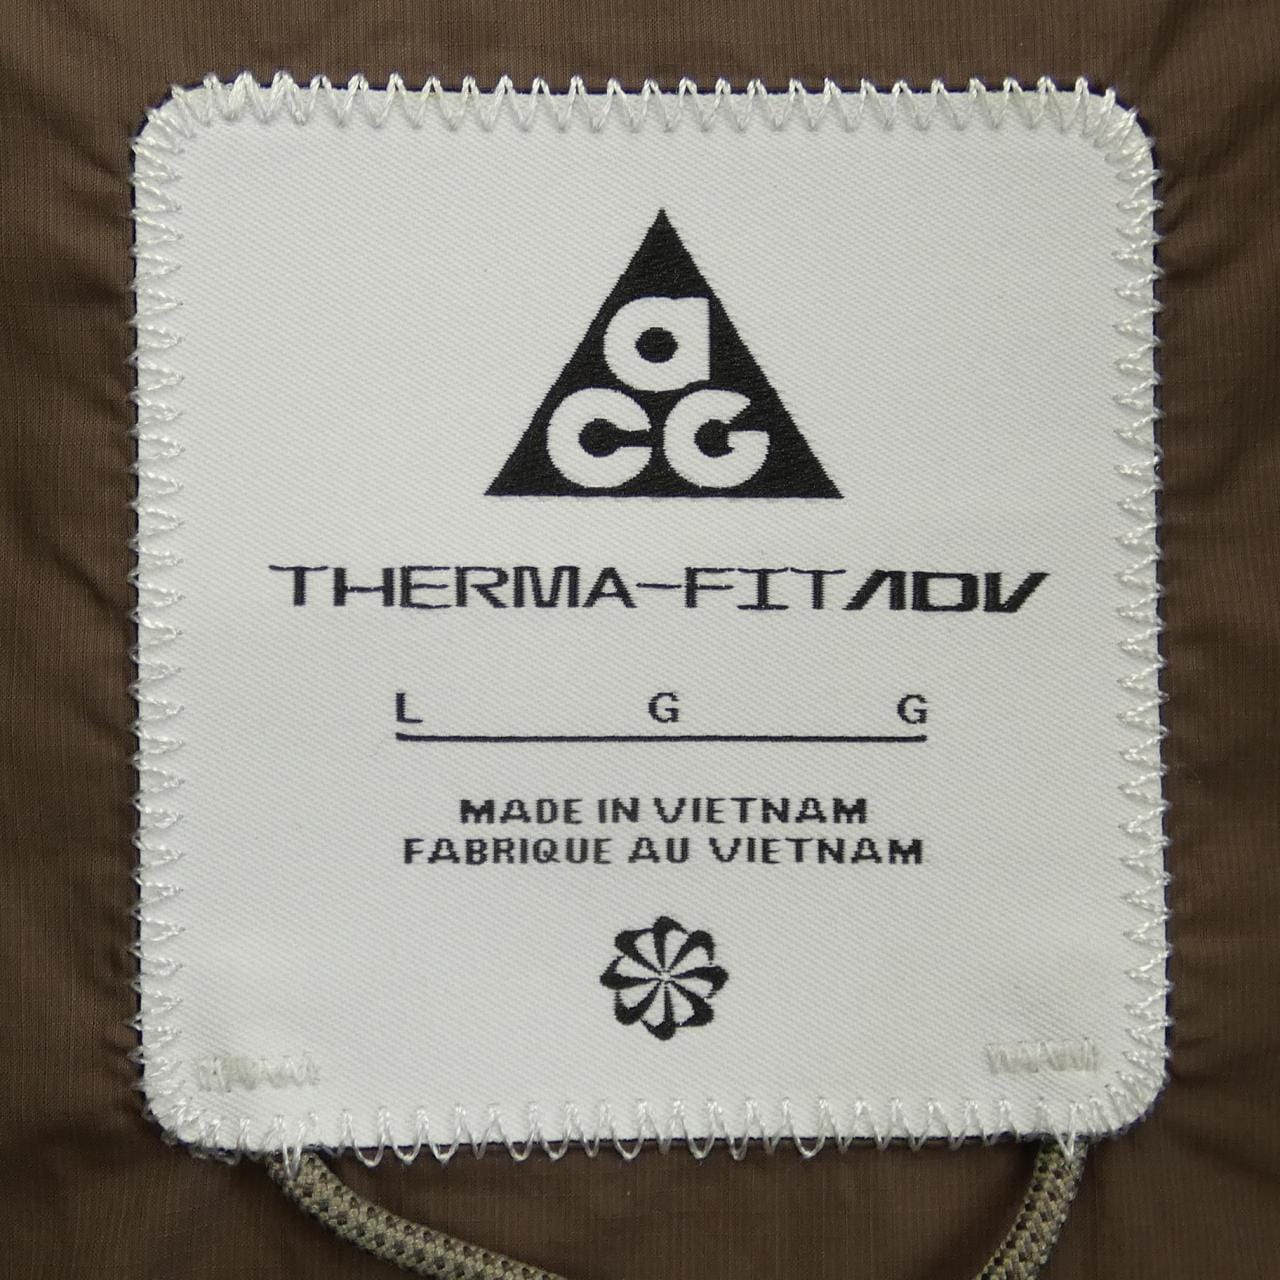 acG
THERMA-FITADV
L G G
MADE IN VIETNAM
FABRIQUE AU VIETNAM